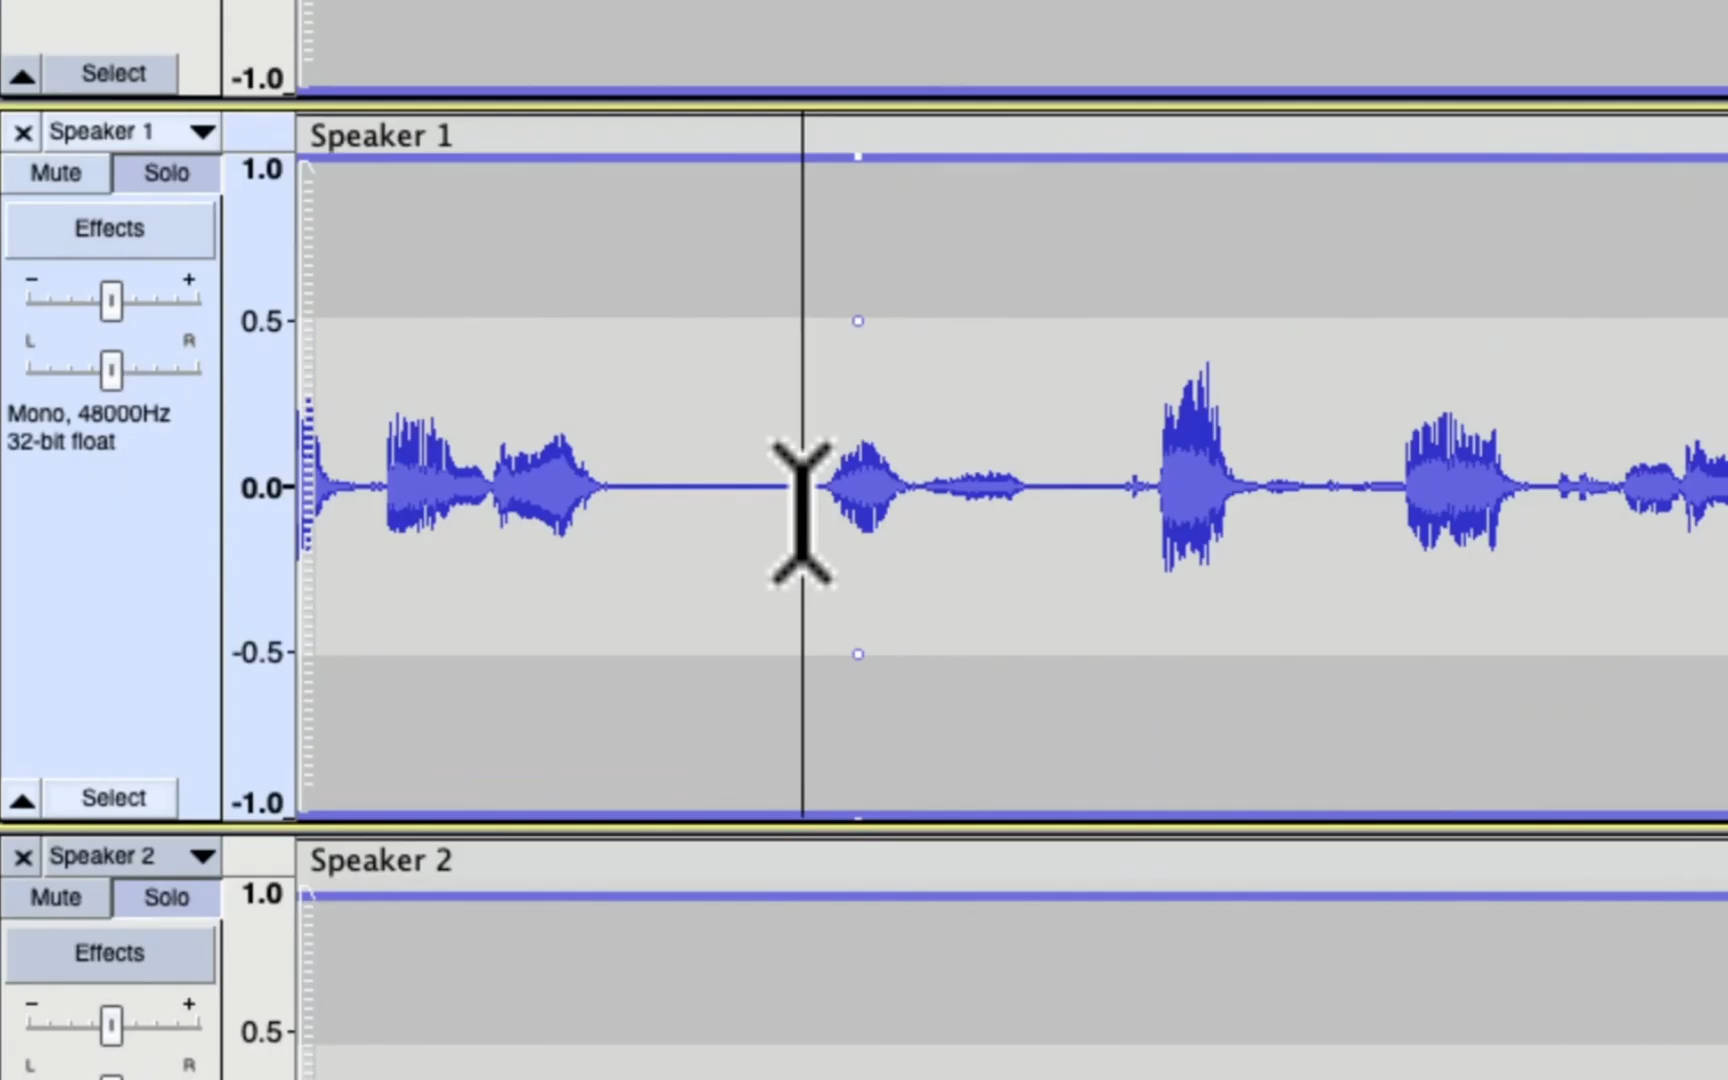 Select
-1.0
Speaker 1
Speaker 1
Mute Solo
1.0
Effects
- +
0.5
L R
Mono, 48000Hz
32-bit float
0.0
-0.5
Select
-1.0
Speaker 2
Speaker 2
Mute Solo
1.0
Effects
- +
0.5
L R